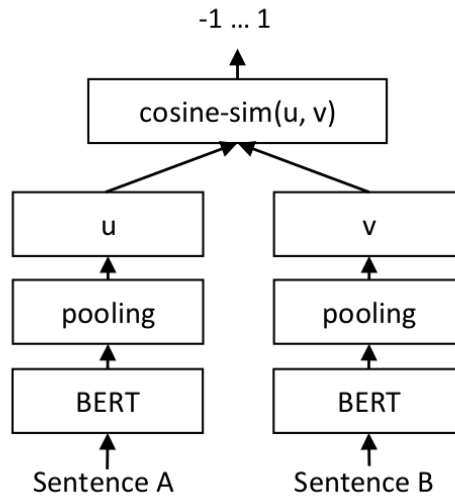 -1 … 1
cosine-sim(u, v)
u v
pooling pooling
BERT BERT
Sentence A Sentence B